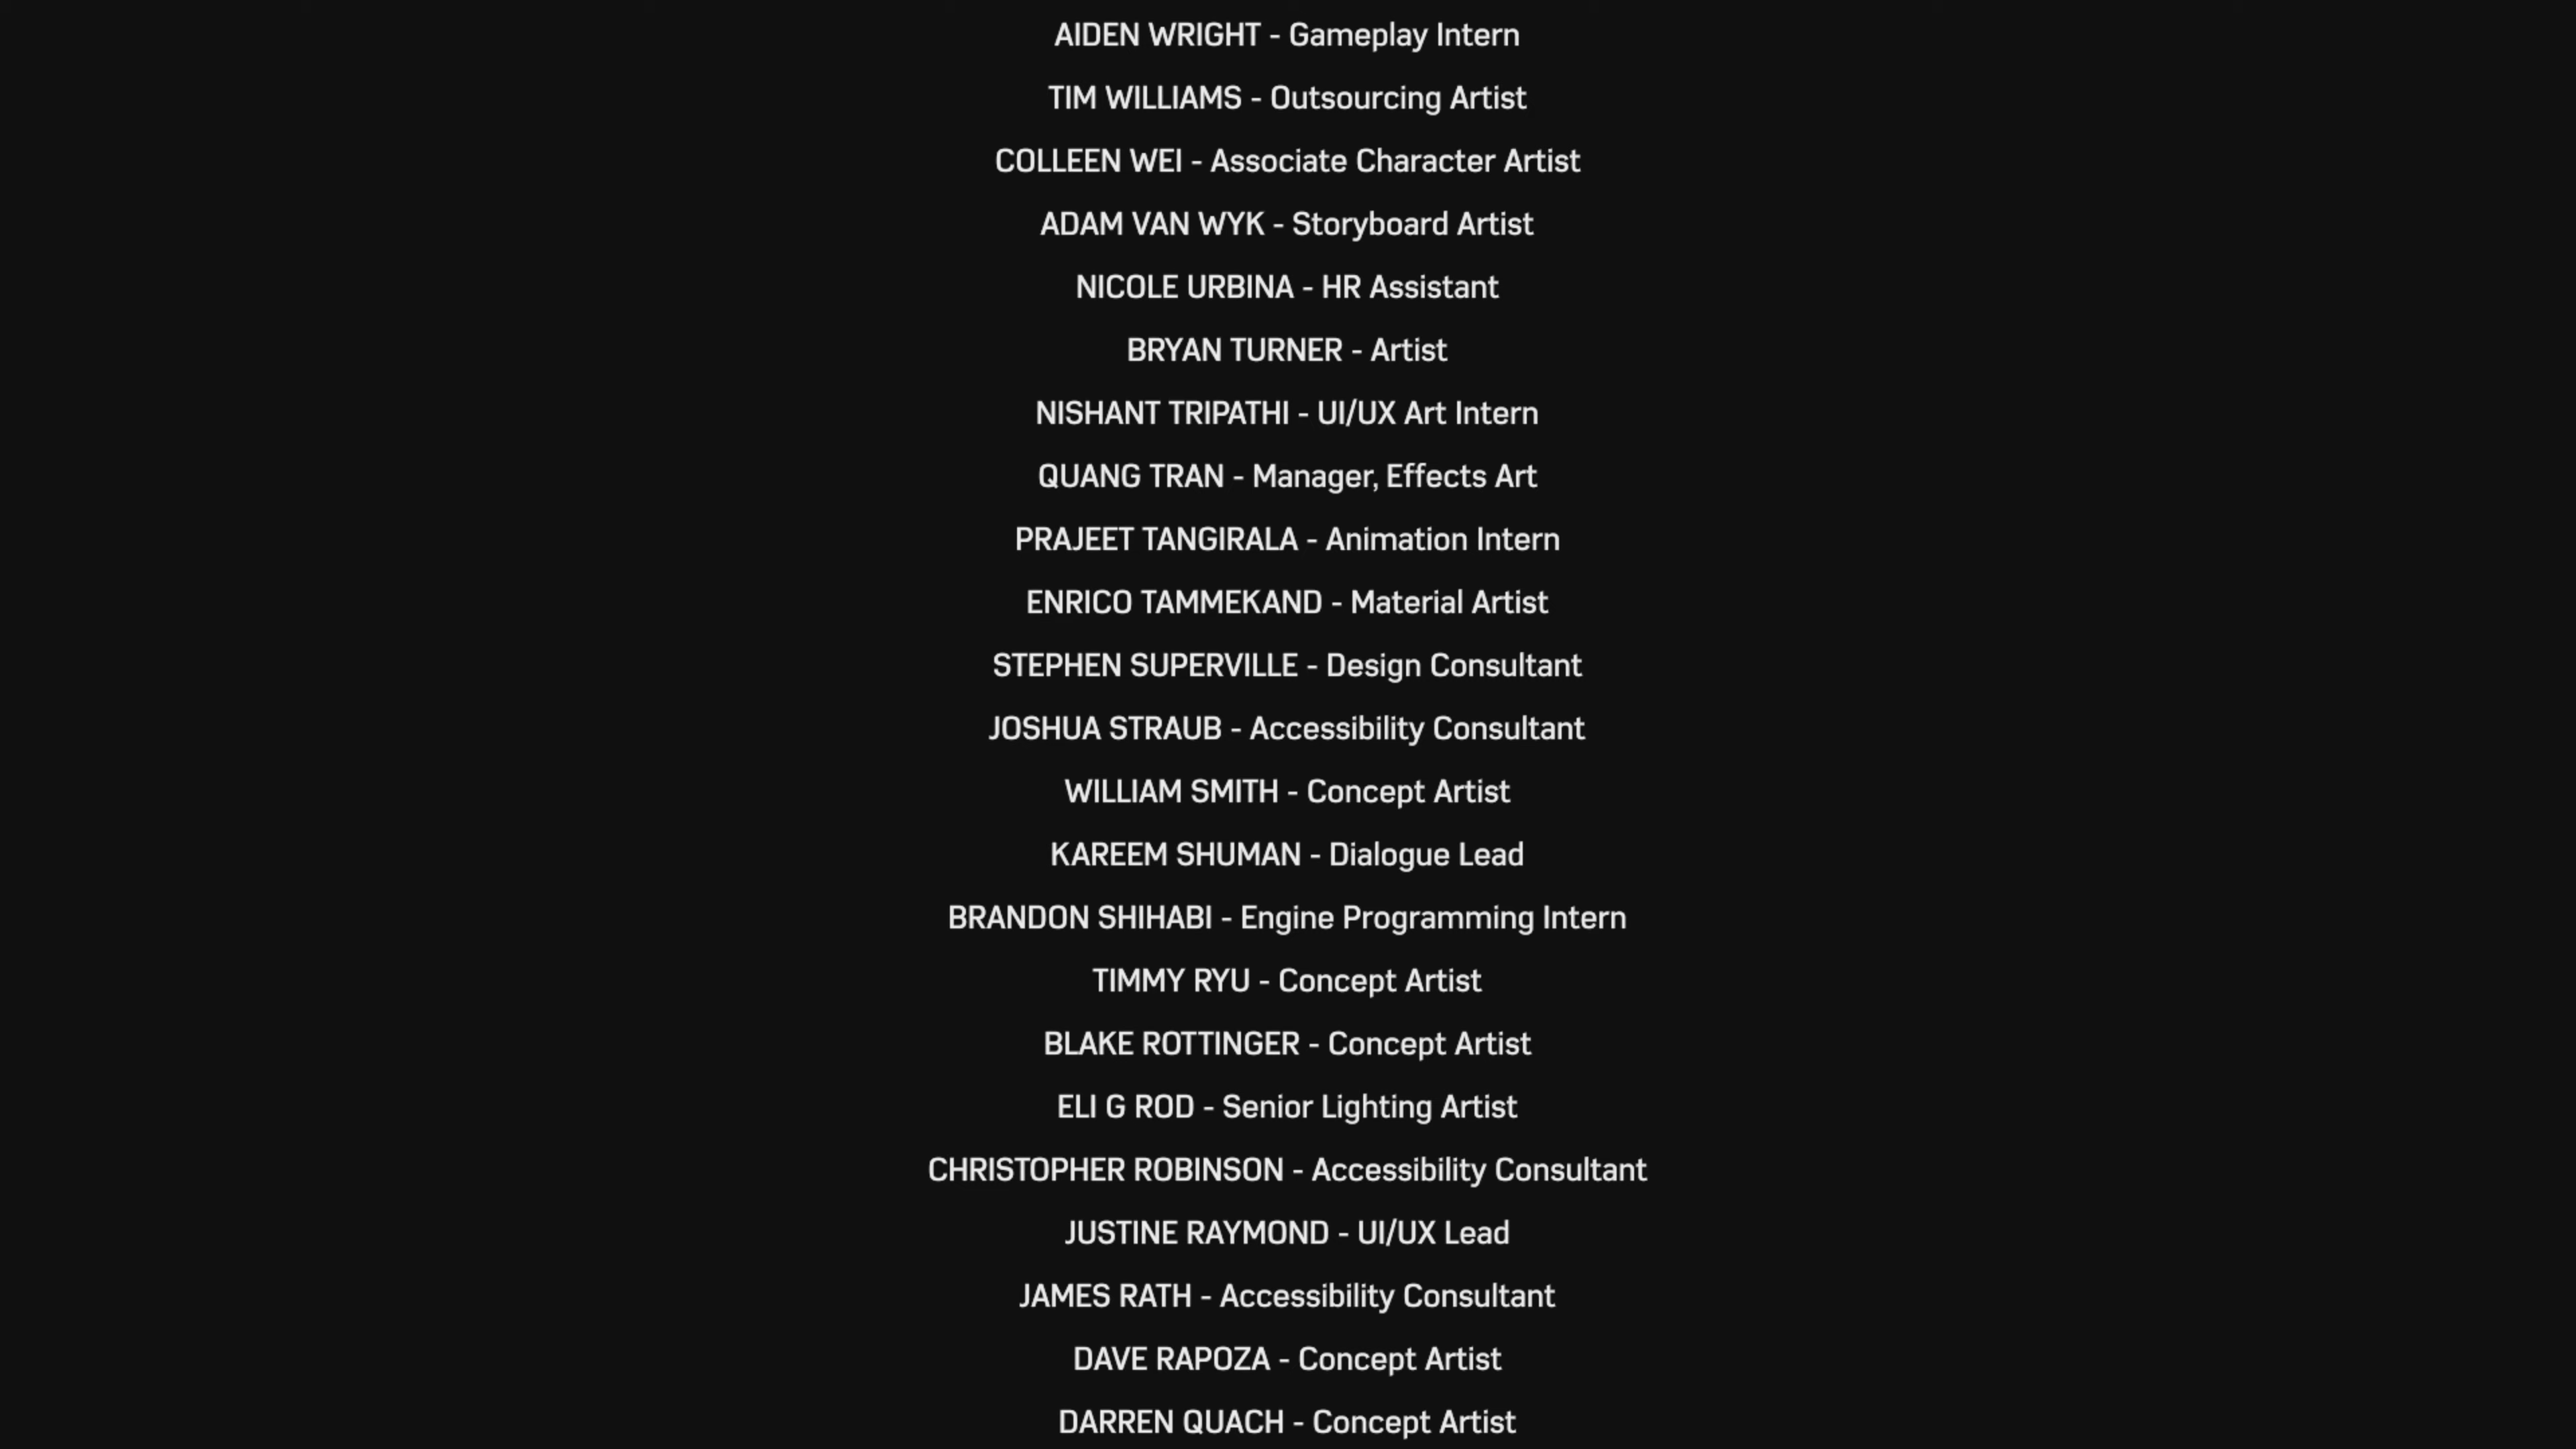 AIDEN WRIGHT - Gameplay Intern
TIM WILLIAMS - Outsourcing Artist
COLLEEN WEI - Associate Character Artist
ADAM VAN WYK - Storyboard Artist
NICOLE URBINA - HR Assistant
BRYAN TURNER - Artist
NISHANT TRIPATHI - UI/UX Art Intern
QUANG TRAN - Manager, Effects Art
PRAJEET TANGIRALA - Animation Intern
ENRICO TAMMEKAND - Material Artist
STEPHEN SUPERVILLE - Design Consultant
JOSHUA STRAUB - Accessibility Consultant
WILLIAM SMITH - Concept Artist
KAREEM SHUMAN - Dialogue Lead
BRANDON SHIHABI - Engine Programming Intern
TIMMY RYU - Concept Artist
BLAKE ROTTINGER - Concept Artist
ELI G ROD - Senior Lighting Artist
CHRISTOPHER ROBINSON - Accessibility Consultant
JUSTINE RAYMOND - UI/UX Lead
JAMES RATH - Accessibility Consultant
DAVE RAPOZA - Concept Artist
DARREN QUACH - Concept Artist